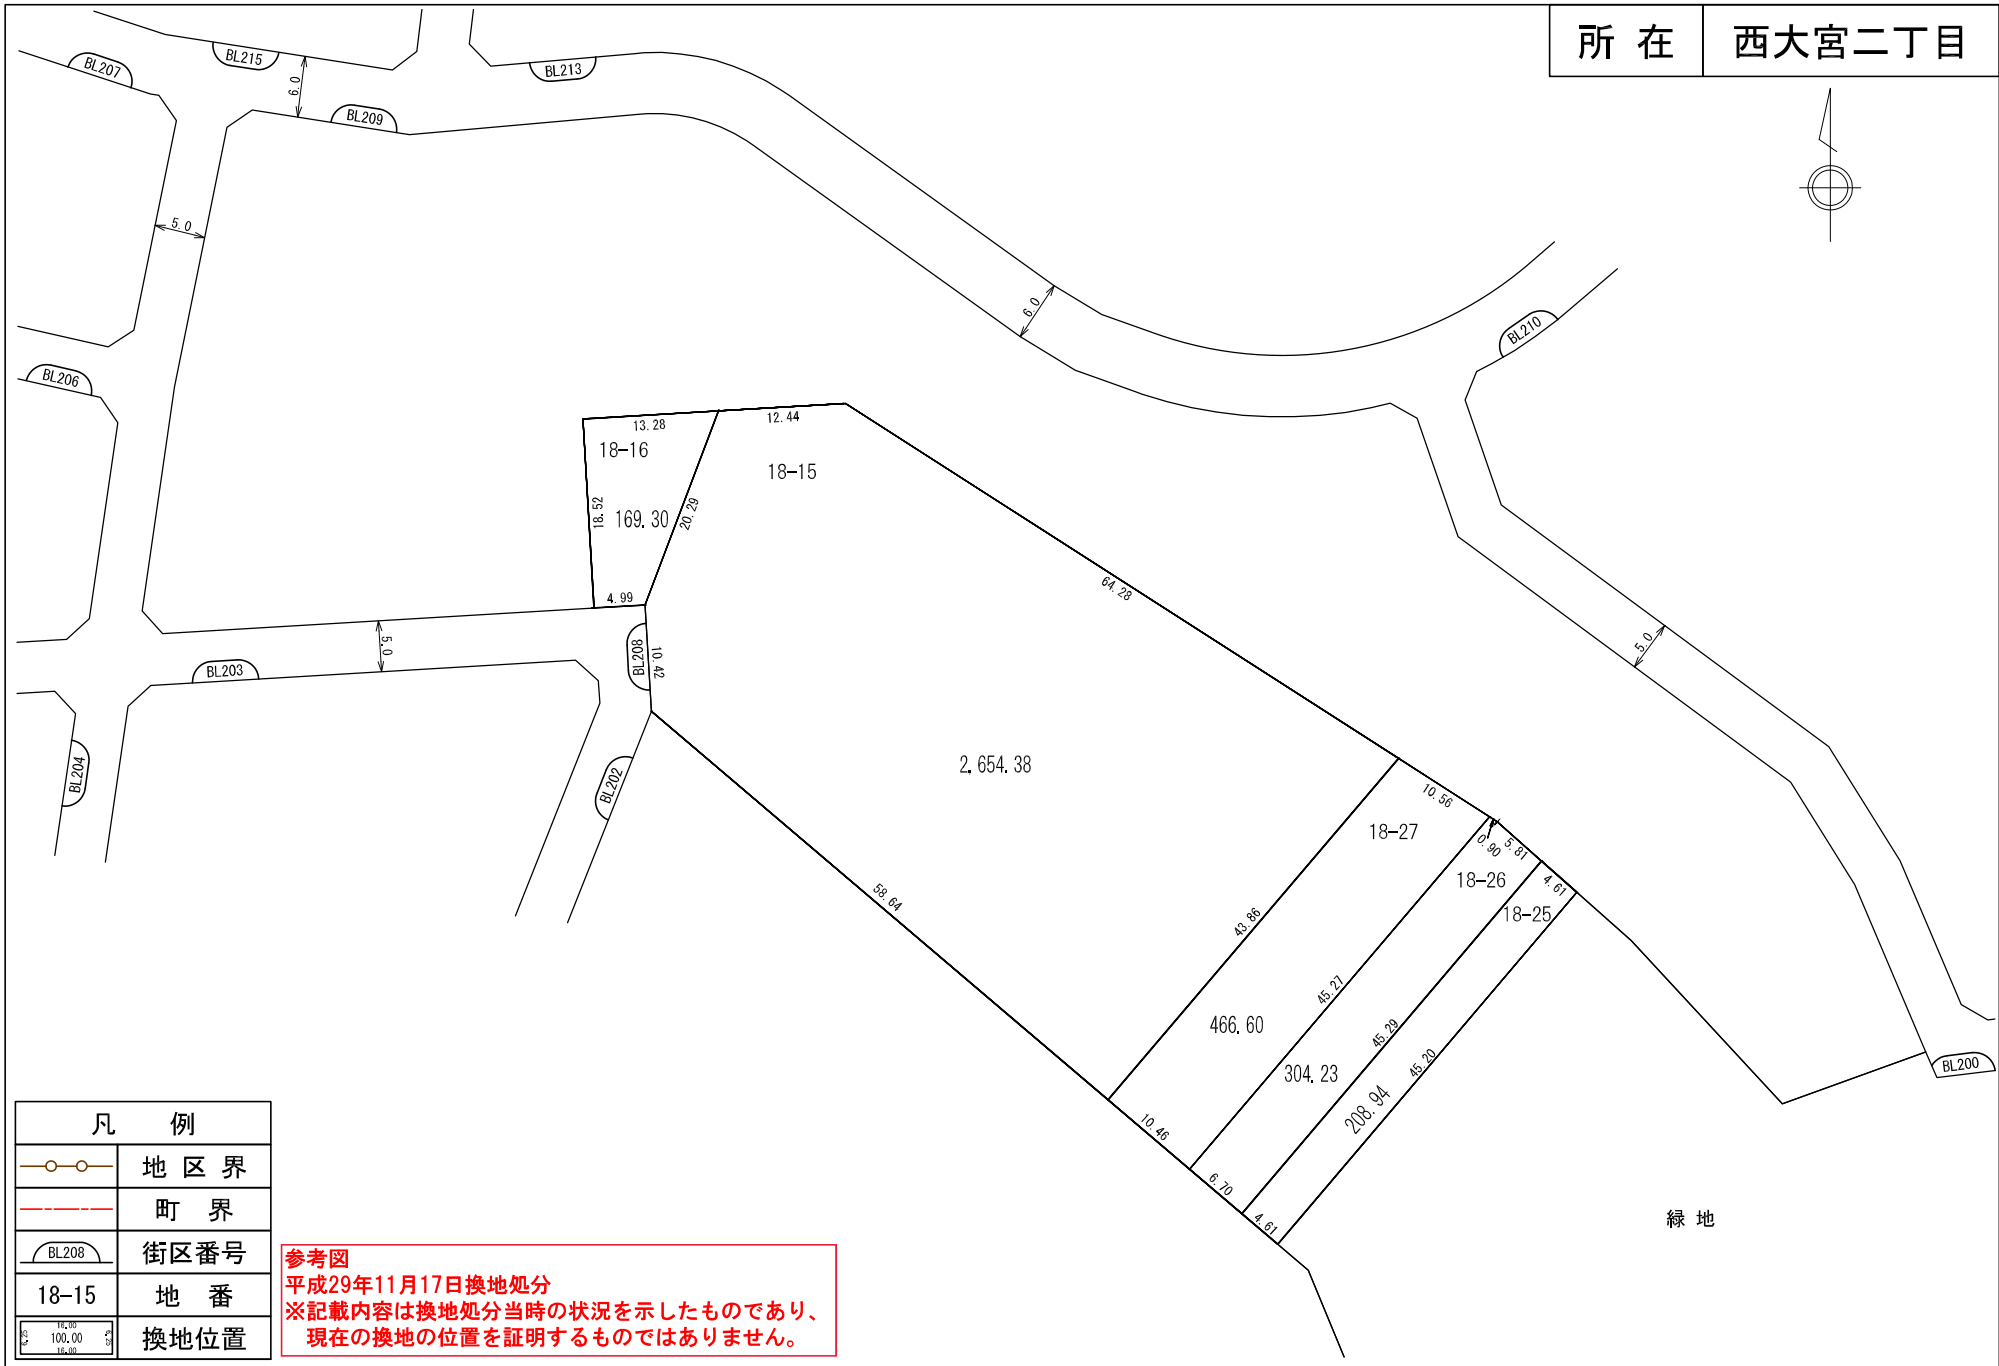 所 在 西大宮二丁目
BL207
BL215
BL213
6.0
BL209
5.0
6.0
BL210
BL206
13.28
12.44
18-16
18-15
18.52
169.30
20.29
64.28
4.99
5.0
BL208
10.42
5.0
BL203
BL204
BL202
2,654.38
10.56
18-27
0.90
5.81
18-26
4.61
18-25
58.64
43.86
45.27
466.60
45.29
304.23
45.20
208.94
BL200
10.46
6.70
4.61
緑 地
凡 例
地 区 界
町 界
BL208 街区番号
18-15 地 番
16.00
6.25 100.00 6.25
16.00
換地位置
参考図
平成29年11月17日換地処分
※記載内容は換地処分当時の状況を示したものであり、
現在の換地の位置を証明するものではありません。